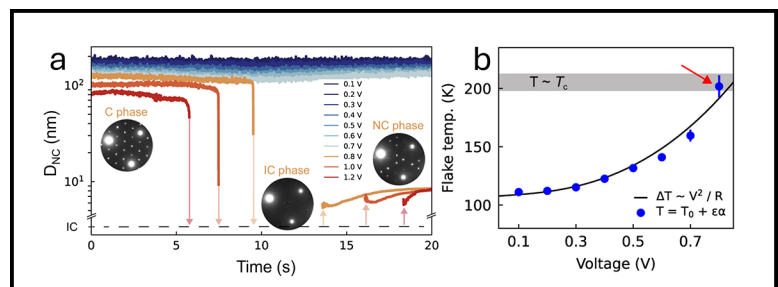 a
D_NC (nm)
10²
10¹
IC
C phase
IC phase
NC phase
0.1 V
0.2 V
0.3 V
0.4 V
0.5 V
0.6 V
0.7 V
0.8 V
1.0 V
1.2 V
0 5 10 15 20
Time (s)
b
T ~ T_c
Flake temp. (K)
200
150
100
ΔT ~ V² / R
T = T₀ + εα
0.1 0.3 0.5 0.7
Voltage (V)